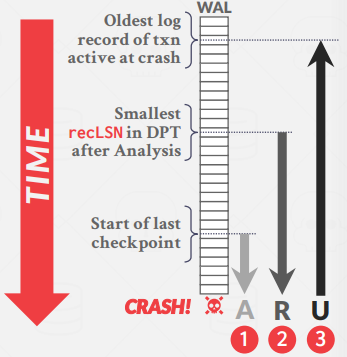 WAL
Oldest log
record of txn
active at crash
Smallest
recLSN in DPT
after Analysis
Start of last
checkpoint
TIME
CRASH!
A R U
1 2 3